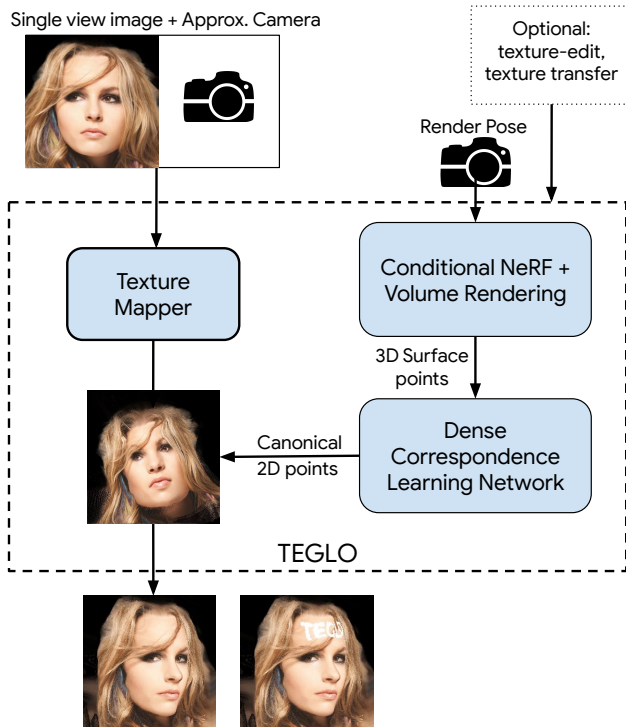 Single view image + Approx. Camera
Optional:
texture-edit,
texture transfer
Render Pose
Texture
Mapper
Conditional NeRF +
Volume Rendering
3D Surface
points
Canonical
2D points
Dense
Correspondence
Learning Network
TEGLO